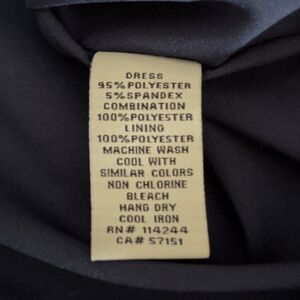 DRESS
95% POLYESTER
5% SPANDEX
COMBINATION
100% POLYESTER
LINING
100% POLYESTER
MACHINE WASH
COOL WITH
SIMILAR COLORS
NON CHLORINE
BLEACH
HANG DRY
COOL IRON
RN# 114244
CA# 57151